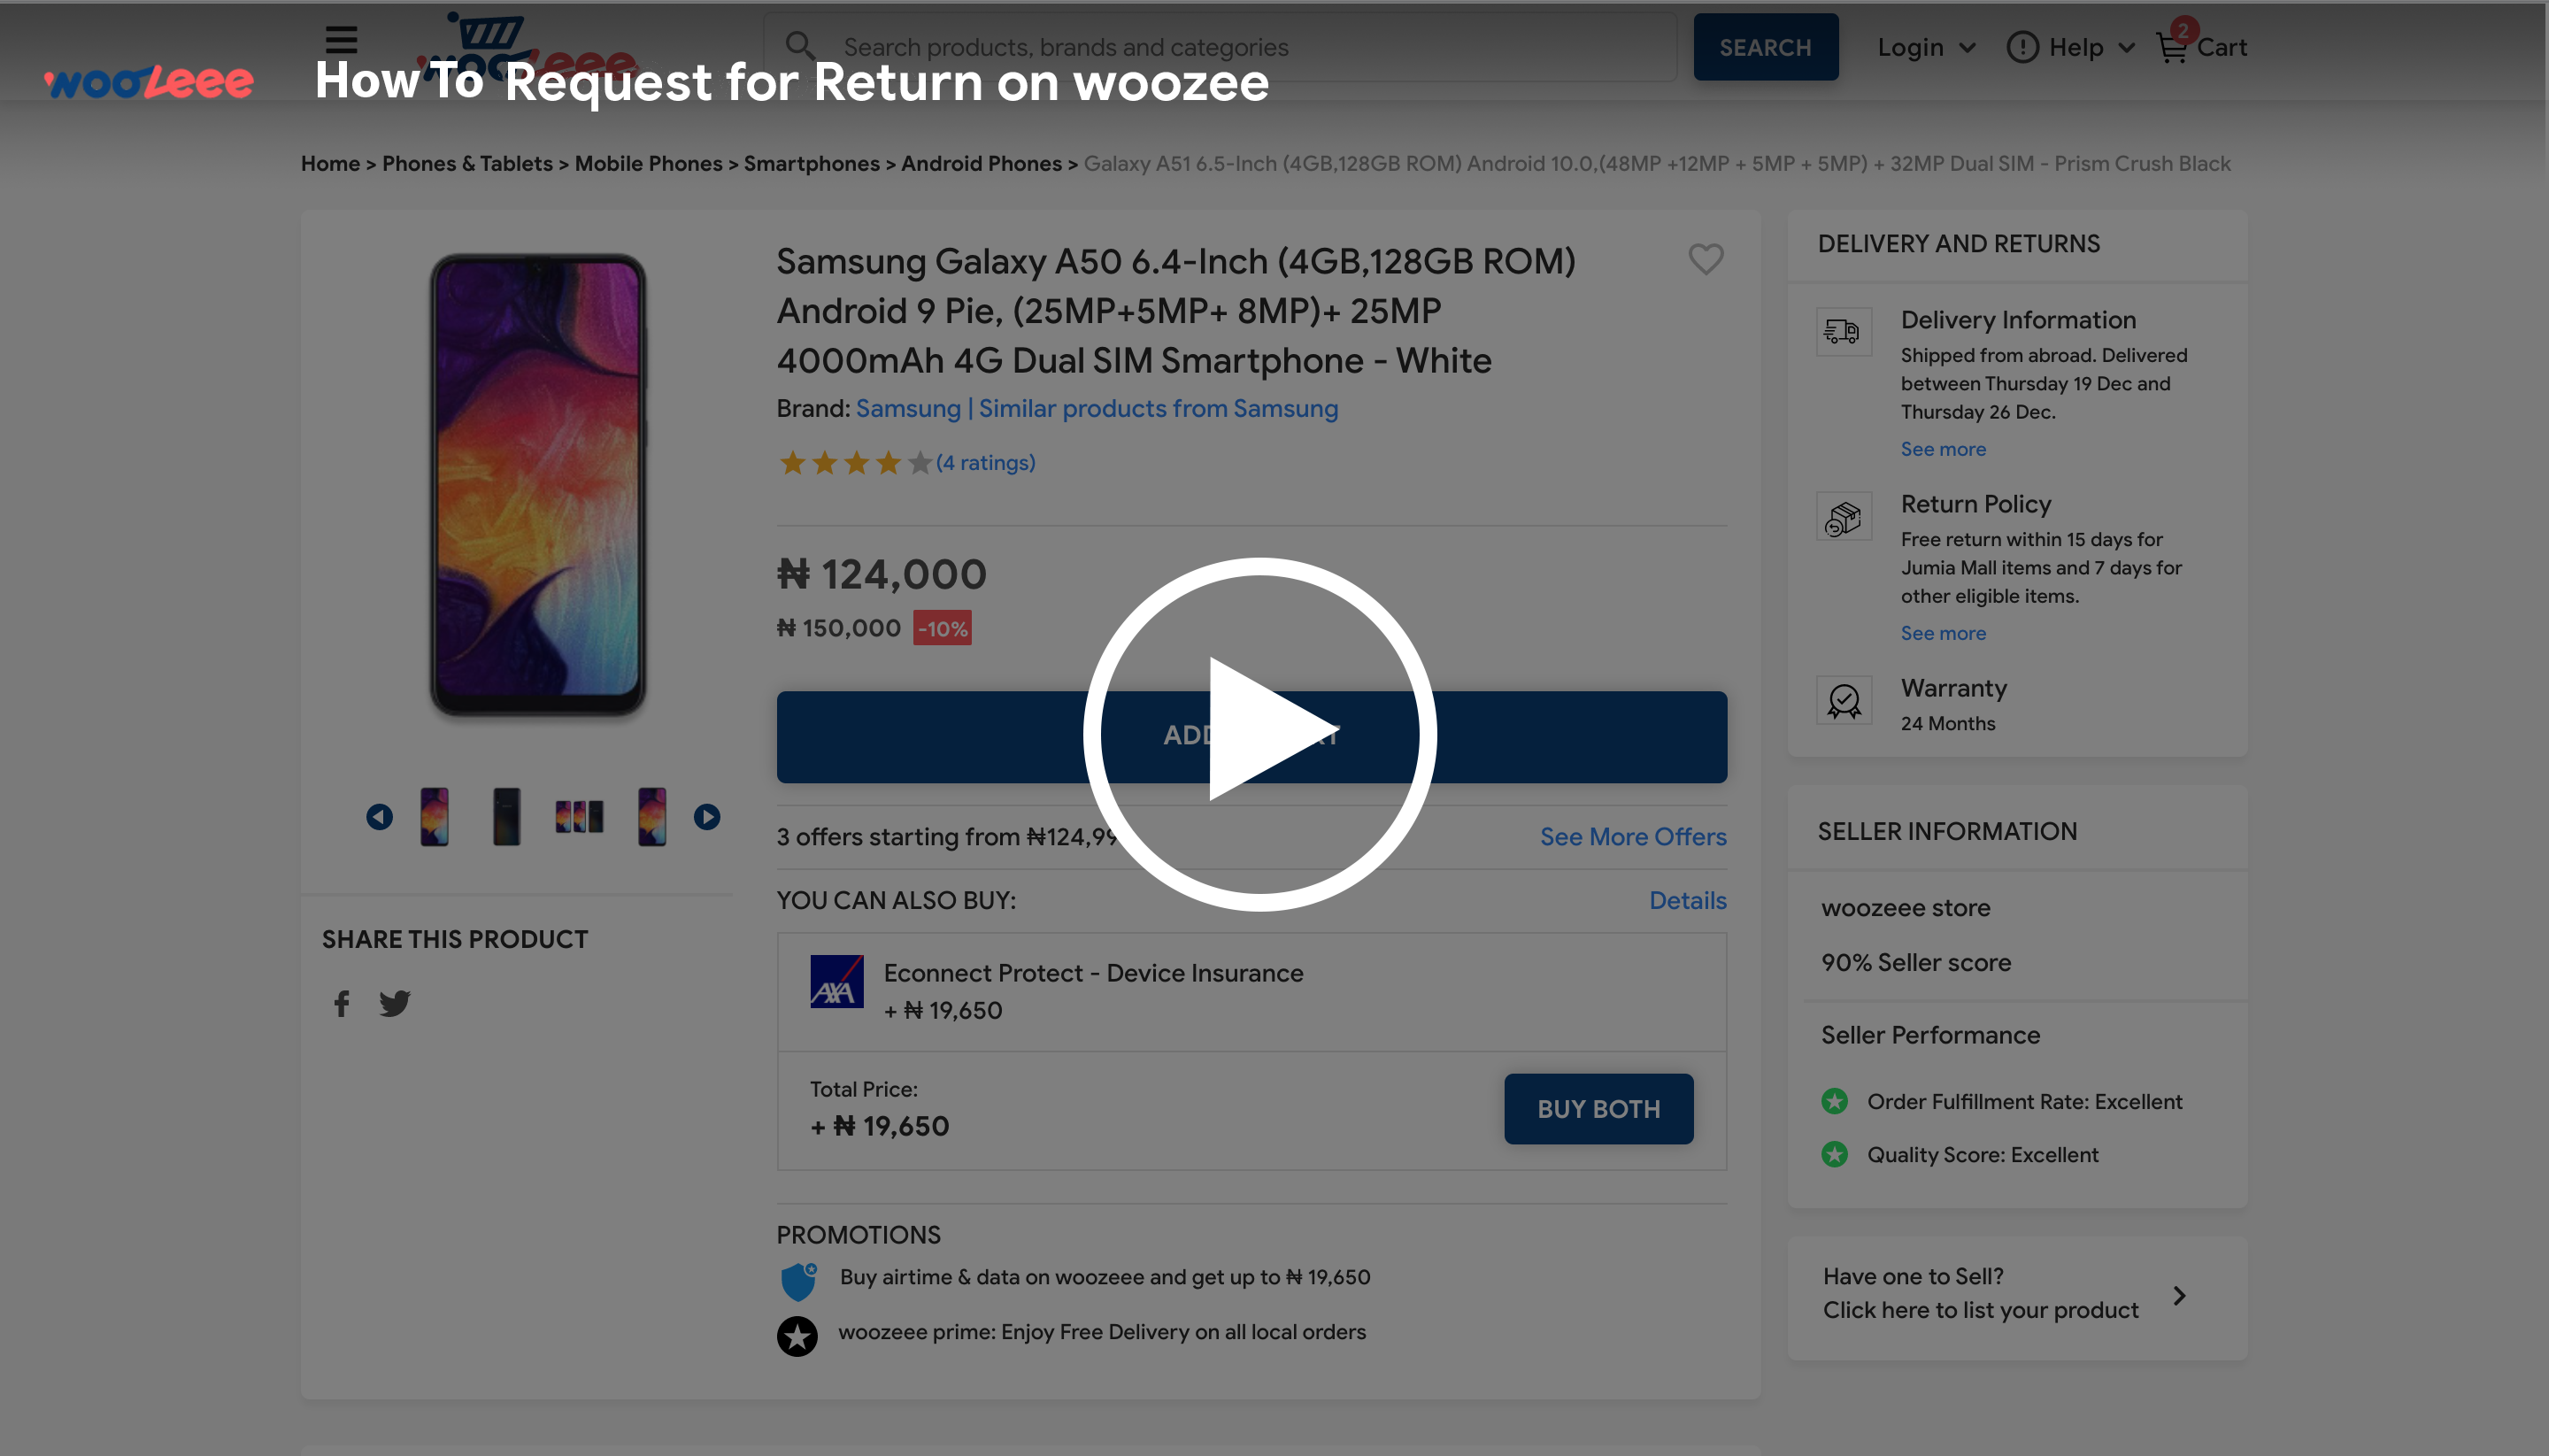 Search products, brands and categories
SEARCH
Login
Help
2
Cart
woozeee
How To Request for Return on woozee
Home > Phones & Tablets > Mobile Phones > Smartphones > Android Phones > Galaxy A51 6.5-Inch (4GB,128GB ROM) Android 10.0,(48MP +12MP + 5MP + 5MP) + 32MP Dual SIM - Prism Crush Black
Samsung Galaxy A50 6.4-Inch (4GB,128GB ROM)
Android 9 Pie, (25MP+5MP+ 8MP)+ 25MP
4000mAh 4G Dual SIM Smartphone - White
Brand: Samsung | Similar products from Samsung
(4 ratings)
₦ 124,000
₦ 150,000 -10%
3 offers starting from ₦124,99
See More Offers
YOU CAN ALSO BUY:
Details
AXA
Econnect Protect - Device Insurance
+ ₦ 19,650
Total Price:
+ ₦ 19,650
BUY BOTH
PROMOTIONS
Buy airtime & data on woozeee and get up to ₦ 19,650
woozeee prime: Enjoy Free Delivery on all local orders
SHARE THIS PRODUCT
DELIVERY AND RETURNS
Delivery Information
Shipped from abroad. Delivered
between Thursday 19 Dec and
Thursday 26 Dec.
See more
Return Policy
Free return within 15 days for
Jumia Mall items and 7 days for
other eligible items.
See more
Warranty
24 Months
SELLER INFORMATION
woozeee store
90% Seller score
Seller Performance
Order Fulfillment Rate: Excellent
Quality Score: Excellent
Have one to Sell?
Click here to list your product